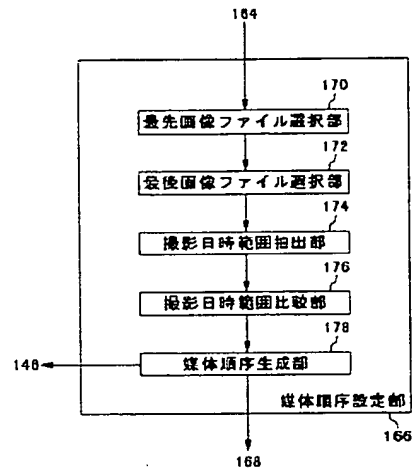 164
170
最先画像ファイル選択部
172
最後画像ファイル選択部
174
撮影日時範囲抽出部
176
撮影日時範囲比較部
178
媒体順序生成部
148
媒体順序設定部
166
168